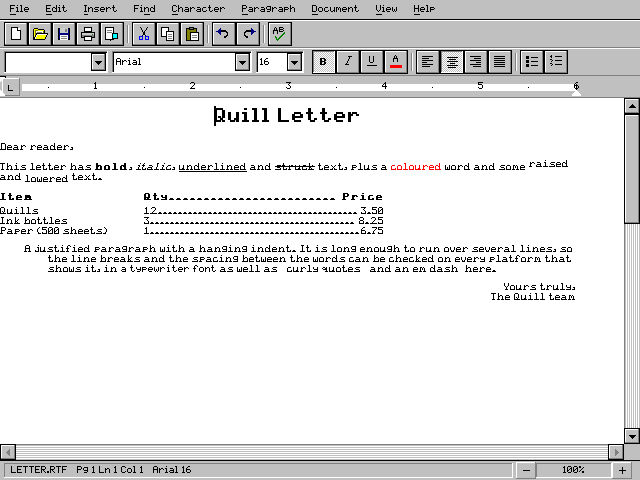 File Edit Insert Find Character Paragraph Document View Help
ABC
Arial 16 B I U A
L 1 2 3 4 5 6
Quill Letter
Dear reader,
This letter has bold, italic, underlined and struck text, plus a coloured word and some raised
and lowered text.
Item Qty........................... Price
Quills 12................................................ 3.50
Ink bottles 3................................................. 8.25
Paper (500 sheets) 1..................................................6.75
A justified paragraph with a hanging indent. It is long enough to run over several lines, so
the line breaks and the spacing between the words can be checked on every platform that
shows it, in a typewriter font as well as curly quotes and an em dash here.
Yours truly,
The Quill team
LETTER.RTF Pg 1 Ln 1 Col 1 Arial 16 − 100% +